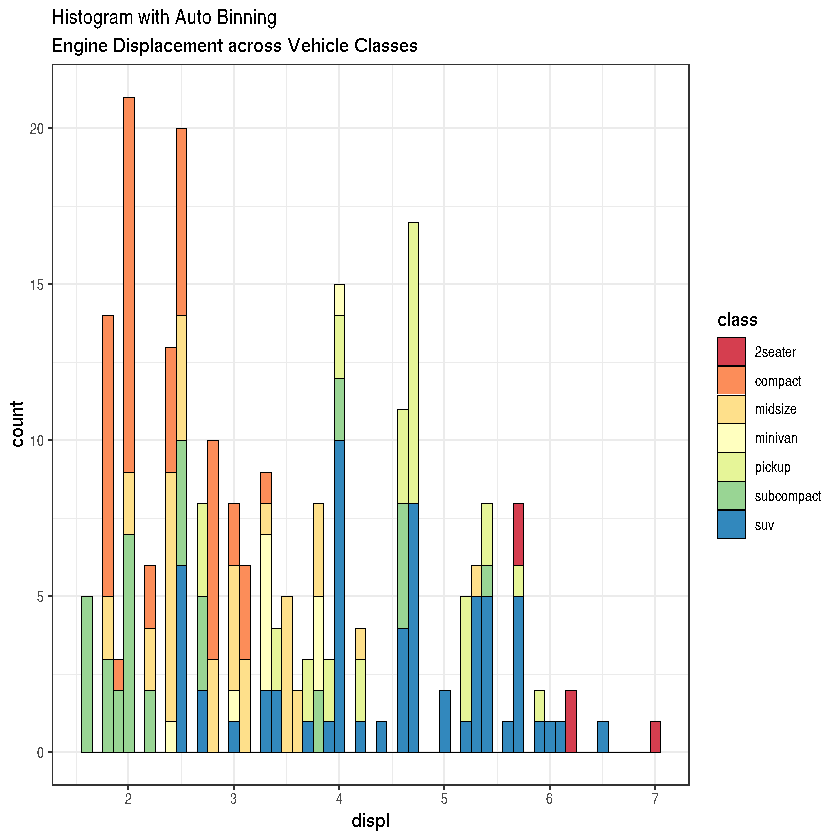 Histogram with Auto Binning
Engine Displacement across Vehicle Classes
count
20
15
10
5
0
2
3
4
5
6
7
displ
class
2seater
compact
midsize
minivan
pickup
subcompact
suv